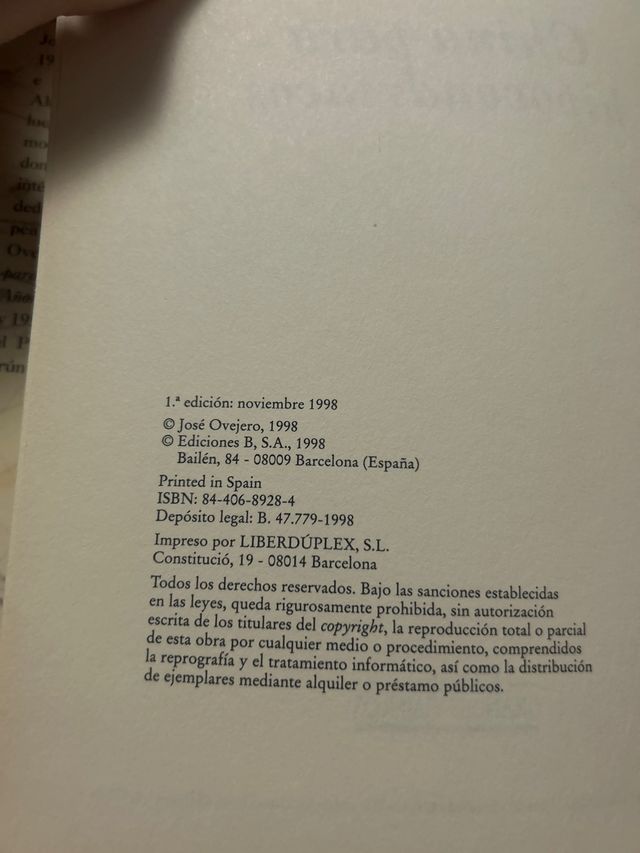 1.ª edición: noviembre 1998
© José Ovejero, 1998
© Ediciones B, S.A., 1998
Bailén, 84 - 08009 Barcelona (España)
Printed in Spain
ISBN: 84-406-8928-4
Depósito legal: B. 47.779-1998
Impreso por LIBERDÚPLEX, S.L.
Constitució, 19 - 08014 Barcelona
Todos los derechos reservados. Bajo las sanciones establecidas
en las leyes, queda rigurosamente prohibida, sin autorización
escrita de los titulares del copyright, la reproducción total o parcial
de esta obra por cualquier medio o procedimiento, comprendidos
la reprografía y el tratamiento informático, así como la distribución
de ejemplares mediante alquiler o préstamo públicos.